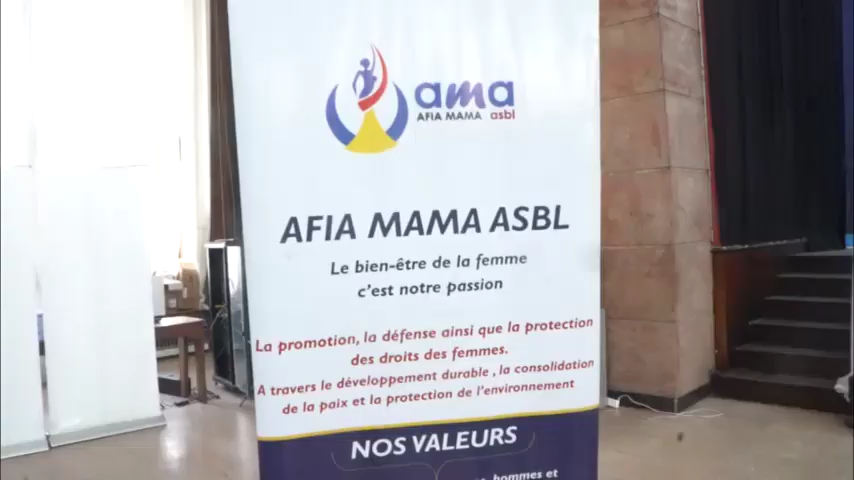 ama
AFIA MAMA asbl
AFIA MAMA ASBL
Le bien-être de la femme
c'est notre passion
La promotion, la défense ainsi que la protection
des droits des femmes.
A travers le développement durable , la consolidation
de la paix et la protection de l'environnement
NOS VALEURS
hommes et